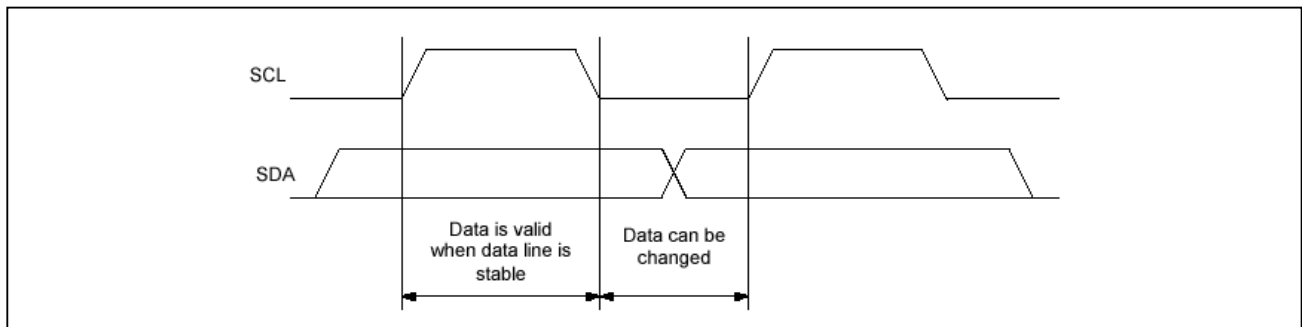 SCL
SDA
Data is valid
when data line is
stable
Data can be
changed